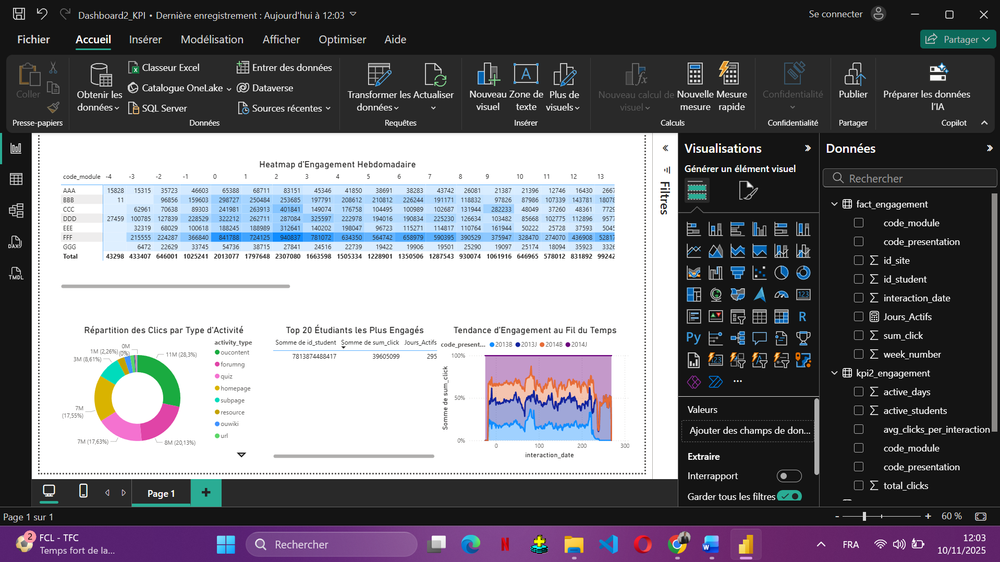 Dashboard2_KPI • Dernière enregistrement : Aujourd'hui à 12:03
Se connecter
Fichier Accueil Insérer Modélisation Afficher Optimiser Aide
Partager
Coller
Obtenir les données
Classeur Excel
Catalogue OneLake
SQL Server
Entrer des données
Dataverse
Sources récentes
Transformer les données
Actualiser
Nouveau visuel
Zone de texte
Plus de visuels
Nouveau calcul de visuel
Nouvelle mesure
Mesure rapide
Confidentialité
Publier
Préparer les données l'IA
Presse-papiers Données Requêtes Insérer Calculs Confidentialité Partager Copilot
Heatmap d'Engagement Hebdomadaire
code_module -4 -3 -2 -1 0 1 2 3 4 5 6 7 8 9 10 11 12 13
AAA 15828 15315 35723 46603 65388 68711 83151 45346 41850 38691 38283 43742 26081 21387 21396 12746 16430 2667
BBB 11 96856 159603 298727 250484 253685 197791 208612 210812 226244 191171 118832 97826 87986 107339 143781 18078
CCC 62961 70638 89303 241981 263913 401841 149074 176758 104495 100989 102687 131944 282233 48049 37260 48361 7729
DDD 27459 100785 127839 228529 322212 262711 287084 325597 222978 194016 190834 225230 126634 103482 85668 102775 112896 9577
EEE 32319 68029 100618 188245 188989 312641 140202 198047 96723 115271 114817 110764 161944 50222 25728 37593 5045
FFF 215555 224287 366840 841788 724125 940837 781072 634350 564742 658979 590395 390529 375947 328470 274070 436908 52817
GGG 6472 22629 33745 54736 38715 27841 24516 22739 19422 19906 19501 25290 19097 25174 18094 35923 3326
Total 43298 433407 646001 1025241 2013077 1797648 2307080 1663598 1505334 1228901 1350506 1287543 930074 1061916 646965 578012 831892 99242
Répartition des Clics par Type d'Activité
0M
(0%)
1M (2,26%)
3M (8,61%)
11M (28,3%)
7M
(17,55%)
7M (17,63%)
8M (20,13%)
activity_type
oucontent
forumng
quiz
homepage
subpage
resource
ouwiki
url
Top 20 Étudiants les Plus Engagés
Somme de id_student Somme de sum_click Jours_Actifs
7813874488417 39605099 295
Tendance d'Engagement au Fil du Temps
code_present... 2013B 2013J 2014B 2014J
Somme de sum_click
100%
50%
0%
0 100 200 300
interaction_date
Filtres
Visualisations
Générer un élément visuel
123
R
Py
123
Valeurs
Ajouter des champs de don...
Extraire
Interrapport
Garder tous les filtres
Données
Rechercher
fact_engagement
code_module
code_presentation
id_site
id_student
interaction_date
Jours_Actifs
sum_click
week_number
kpi2_engagement
active_days
active_students
avg_clicks_per_interaction
code_module
code_presentation
total_clicks
DAX
TMDL
Page 1
Page 1 sur 1
- + 60 %
2
FCL - TFC
Temps fort de la...
Rechercher
FRA
12:03
10/11/2025